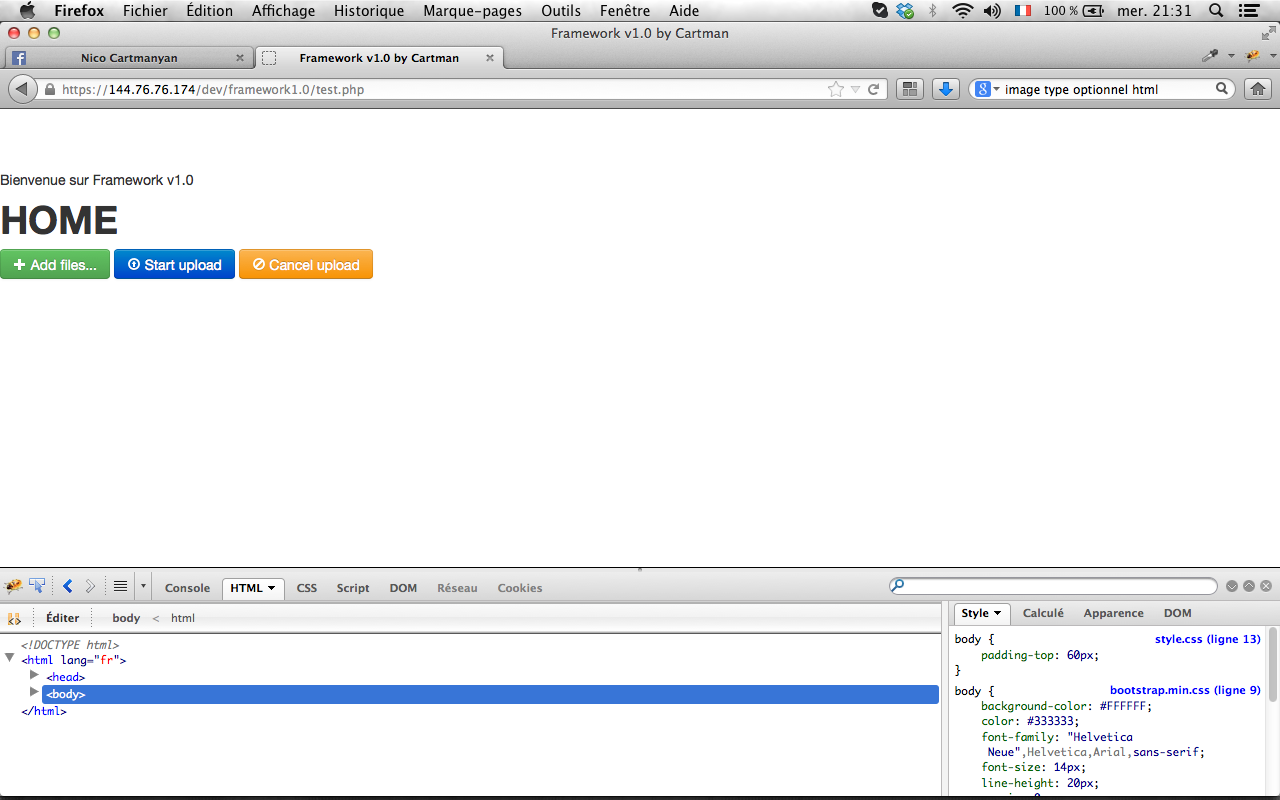 Firefox Fichier Édition Affichage Historique Marque-pages Outils Fenêtre Aide 100 % mer. 21:31
Framework v1.0 by Cartman
Nico Cartmanyan
Framework v1.0 by Cartman
https://144.76.76.174/dev/framework1.0/test.php
image type optionnel html
Bienvenue sur Framework v1.0
HOME
Add files... Start upload Cancel upload
Console HTML CSS Script DOM Réseau Cookies
Éditer body < html
<!DOCTYPE html>
<html lang="fr">
<head>
<body>
</html>
Style Calculé Apparence DOM
body { style.css (ligne 13)
padding-top: 60px;
}
body { bootstrap.min.css (ligne 9)
background-color: #FFFFFF;
color: #333333;
font-family: "Helvetica
Neue",Helvetica,Arial,sans-serif;
font-size: 14px;
line-height: 20px;